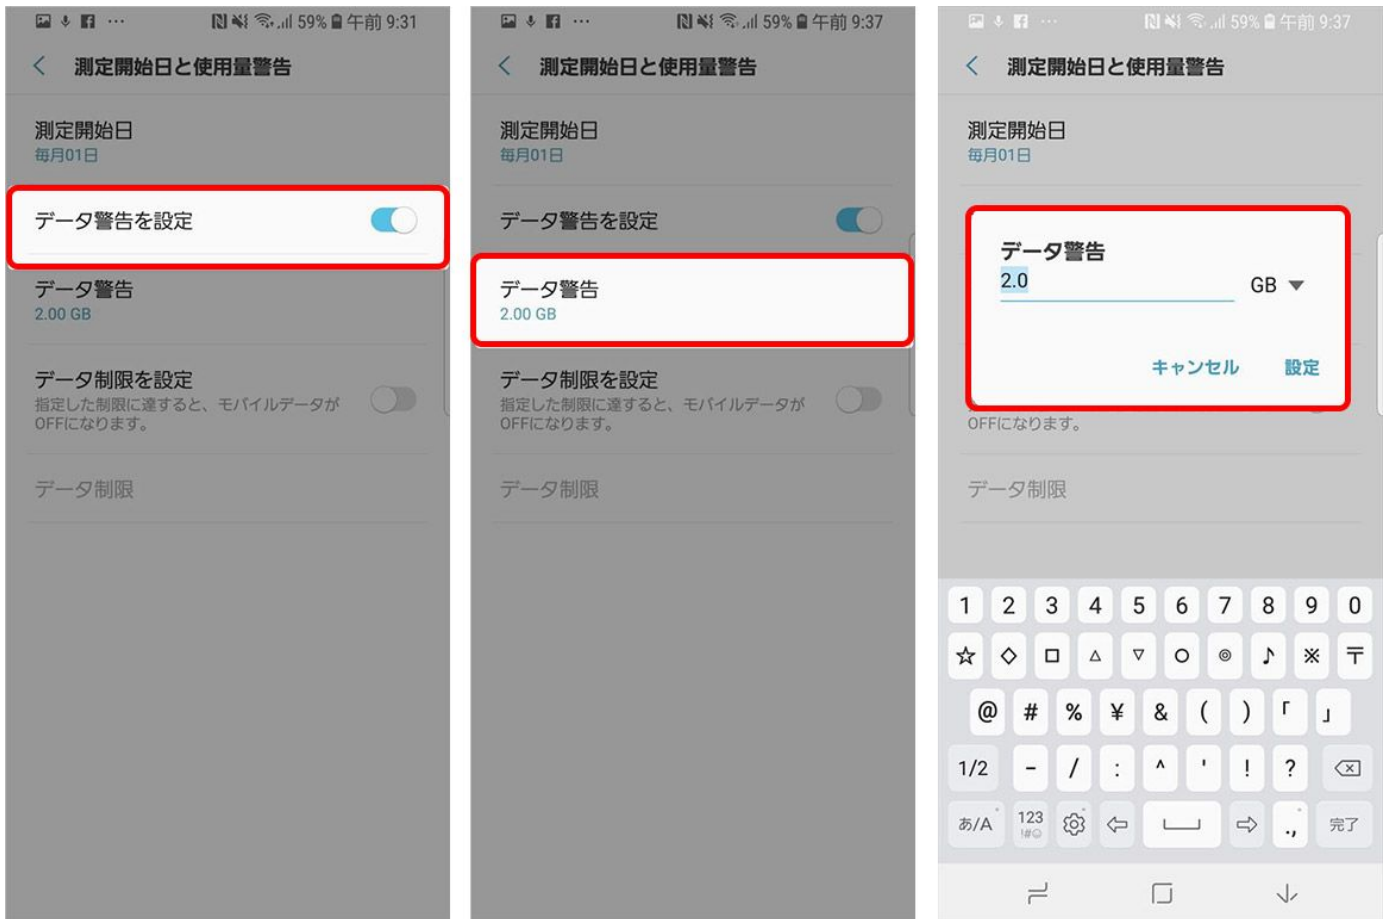 59% 午前 9:31
測定開始日と使用量警告
測定開始日
毎月01日
データ警告を設定
データ警告
2.00 GB
データ制限を設定
指定した制限に達すると、モバイルデータが
OFFになります。
データ制限
59% 午前 9:37
測定開始日と使用量警告
測定開始日
毎月01日
データ警告を設定
データ警告
2.00 GB
データ制限を設定
指定した制限に達すると、モバイルデータが
OFFになります。
データ制限
59% 午前 9:37
測定開始日と使用量警告
測定開始日
毎月01日
データ警告
2.0 GB ▼
キャンセル 設定
OFFになります。
データ制限
1 2 3 4 5 6 7 8 9 0
☆ ◇ □ △ ▽ ○ ◎ ♪ ※ 〒
@ # % ¥ & ( ) 「 」
1/2 - / : ^ ' ! ?
あ/A 123 ., 完了
!#☺